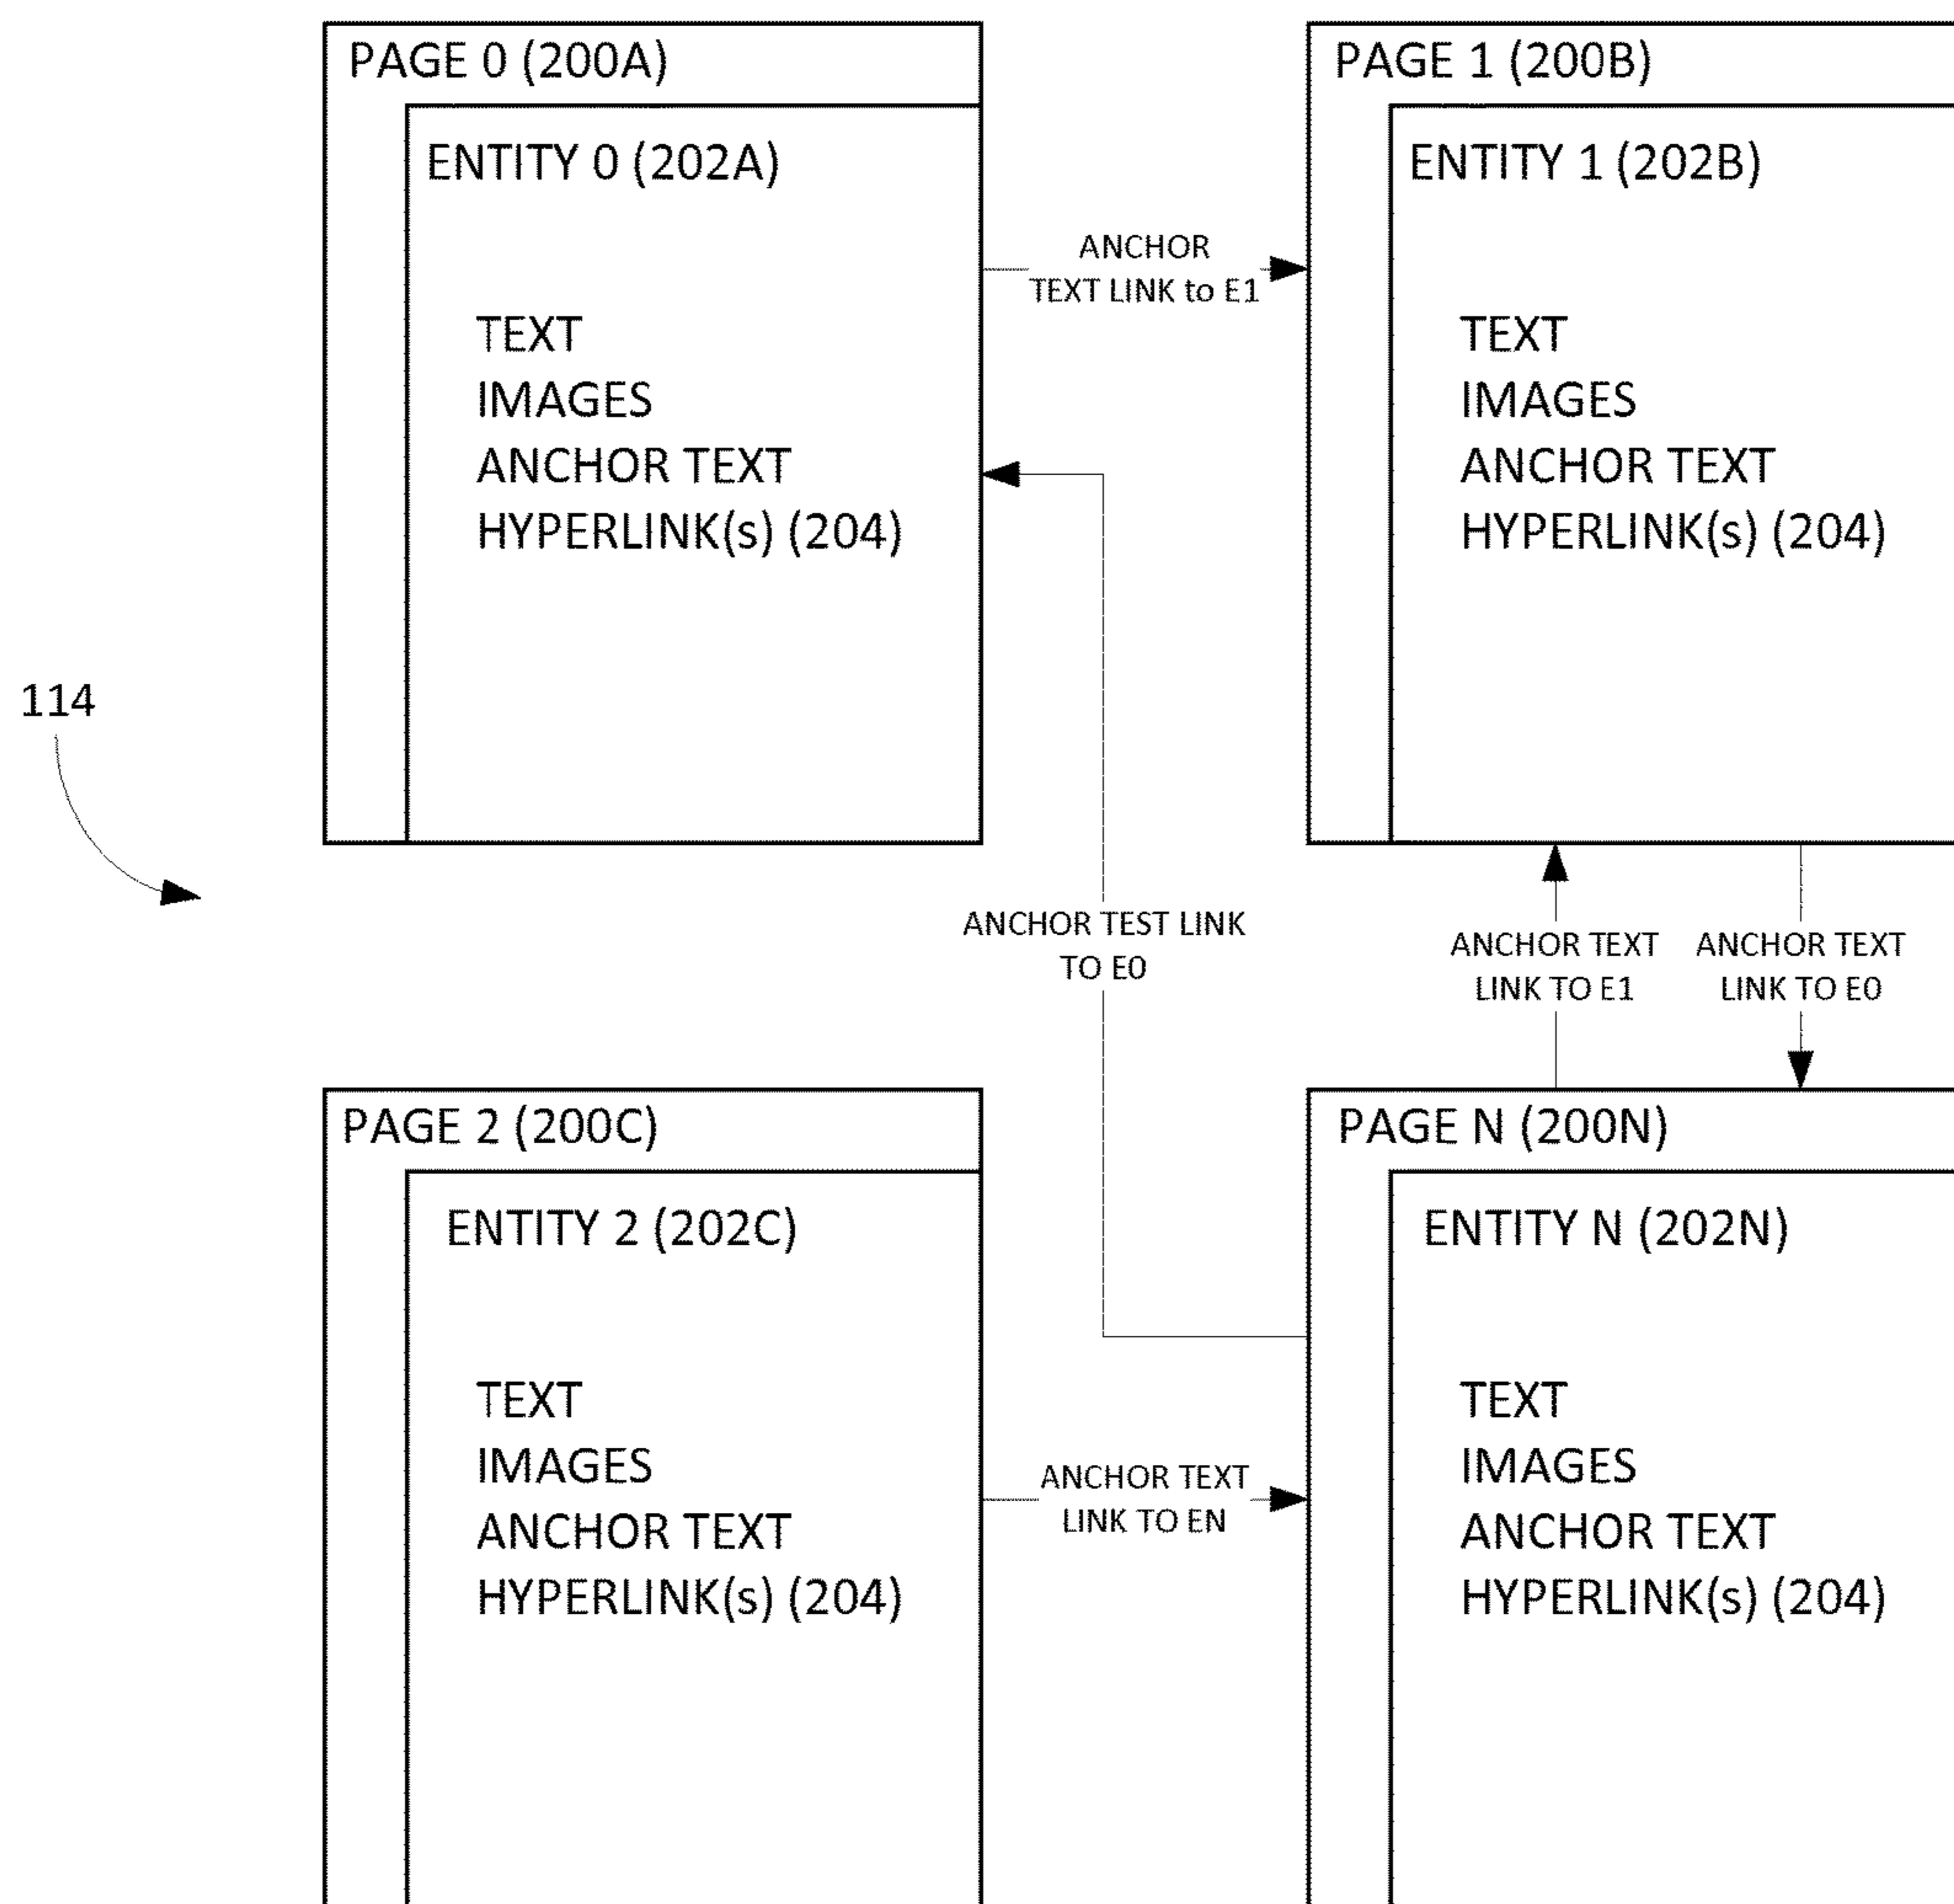 PAGE 0 (200A)
ENTITY 0 (202A)
TEXT
IMAGES
ANCHOR TEXT
HYPERLINK(s) (204)
ANCHOR
TEXT LINK to E1
PAGE 1 (200B)
ENTITY 1 (202B)
TEXT
IMAGES
ANCHOR TEXT
HYPERLINK(s) (204)
114
ANCHOR TEST LINK
TO E0
ANCHOR TEXT
LINK TO E1
ANCHOR TEXT
LINK TO E0
PAGE 2 (200C)
ENTITY 2 (202C)
TEXT
IMAGES
ANCHOR TEXT
HYPERLINK(s) (204)
ANCHOR TEXT
LINK TO EN
PAGE N (200N)
ENTITY N (202N)
TEXT
IMAGES
ANCHOR TEXT
HYPERLINK(s) (204)